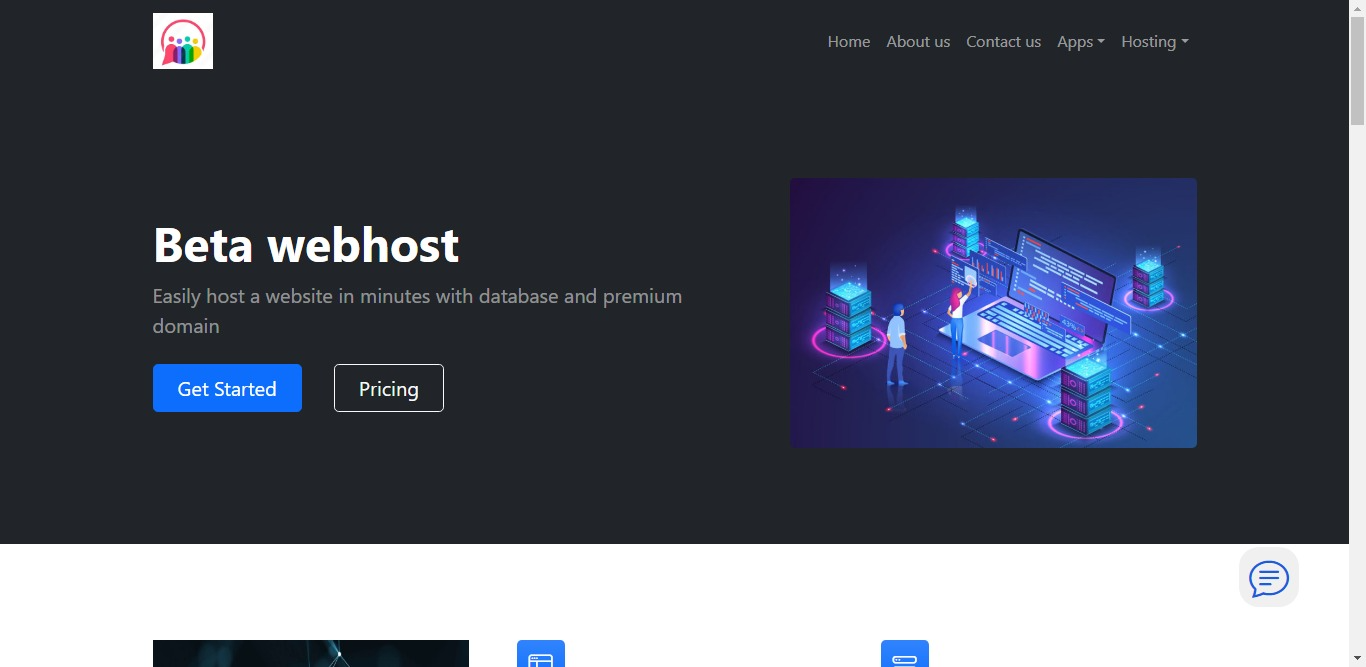 Home About us Contact us Apps Hosting
Beta webhost
Easily host a website in minutes with database and premium
domain
Get Started Pricing